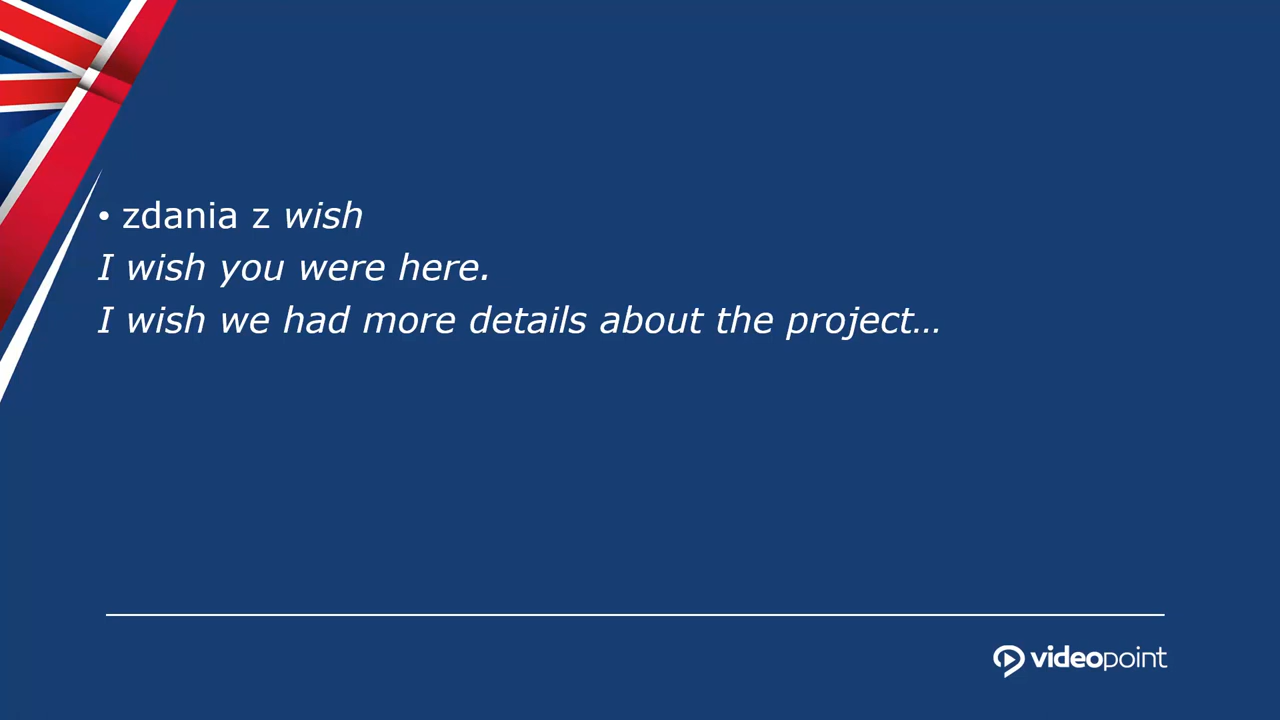 • zdania z wish
I wish you were here.
I wish we had more details about the project…
videopoint